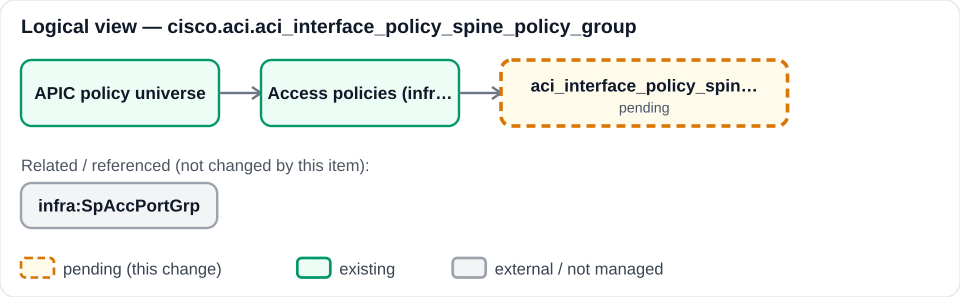 Logical view — cisco.aci.aci_interface_policy_spine_policy_group
APIC policy universe
Access policies (infr…
aci_interface_policy_spin…
pending
Related / referenced (not changed by this item):
infra:SpAccPortGrp
pending (this change)
existing
external / not managed